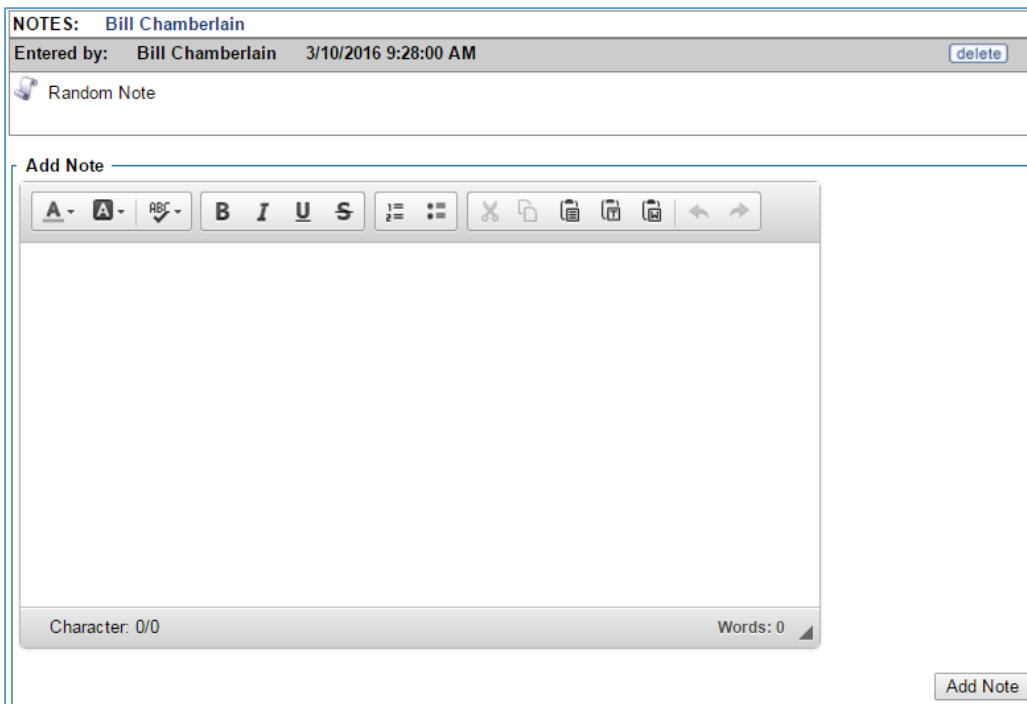 NOTES: Bill Chamberlain
Entered by: Bill Chamberlain 3/10/2016 9:28:00 AM delete
Random Note
Add Note
A A ABC B I U S
Character: 0/0 Words: 0
Add Note